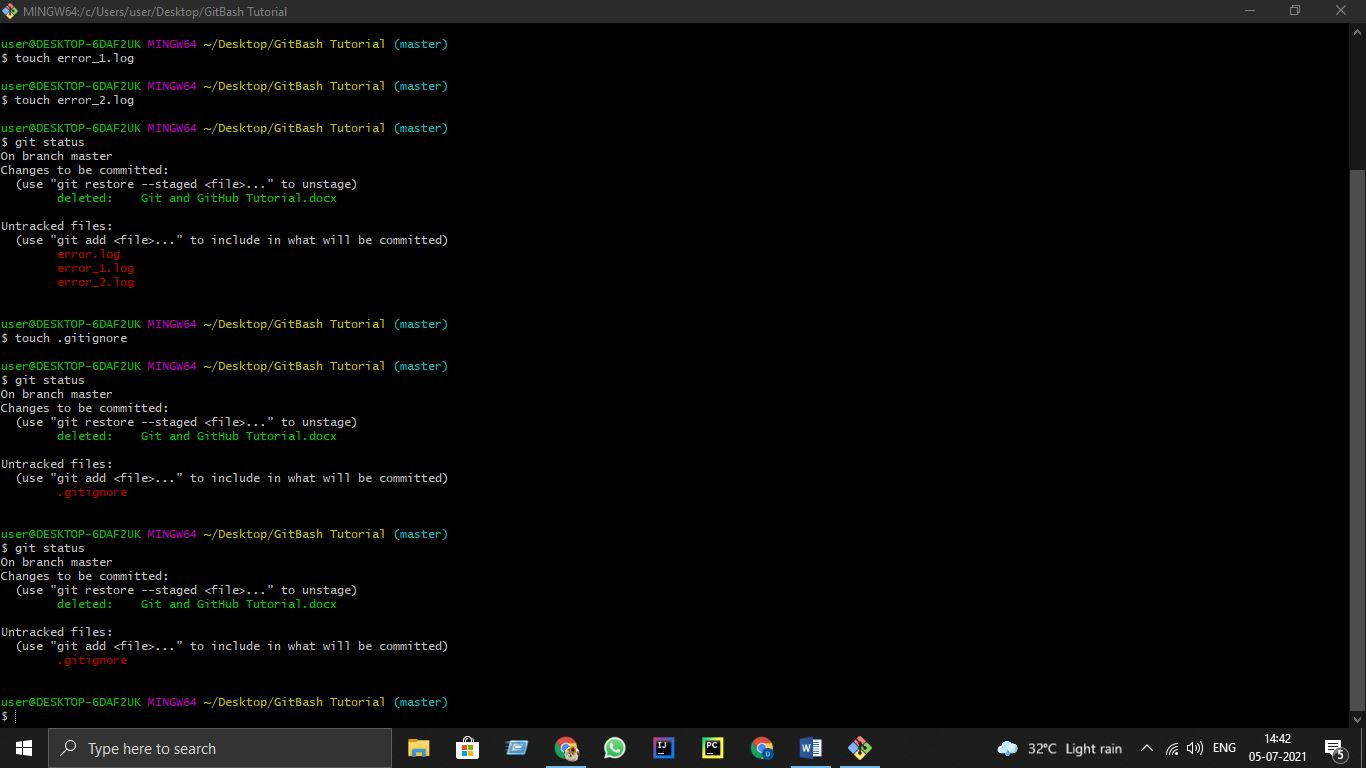 MINGW64:/c/Users/user/Desktop/GitBash Tutorial
user@DESKTOP-6DAF2UK MINGW64 ~/Desktop/GitBash Tutorial (master)
$ touch error_1.log
user@DESKTOP-6DAF2UK MINGW64 ~/Desktop/GitBash Tutorial (master)
$ touch error_2.log
user@DESKTOP-6DAF2UK MINGW64 ~/Desktop/GitBash Tutorial (master)
$ git status
On branch master
Changes to be committed:
(use "git restore --staged <file>..." to unstage)
deleted: Git and GitHub Tutorial.docx
Untracked files:
(use "git add <file>..." to include in what will be committed)
error.log
error_1.log
error_2.log
user@DESKTOP-6DAF2UK MINGW64 ~/Desktop/GitBash Tutorial (master)
$ touch .gitignore
user@DESKTOP-6DAF2UK MINGW64 ~/Desktop/GitBash Tutorial (master)
$ git status
On branch master
Changes to be committed:
(use "git restore --staged <file>..." to unstage)
deleted: Git and GitHub Tutorial.docx
Untracked files:
(use "git add <file>..." to include in what will be committed)
.gitignore
user@DESKTOP-6DAF2UK MINGW64 ~/Desktop/GitBash Tutorial (master)
$ git status
On branch master
Changes to be committed:
(use "git restore --staged <file>..." to unstage)
deleted: Git and GitHub Tutorial.docx
Untracked files:
(use "git add <file>..." to include in what will be committed)
.gitignore
user@DESKTOP-6DAF2UK MINGW64 ~/Desktop/GitBash Tutorial (master)
$
Type here to search
IJ
PC
D
W
32°C Light rain
ENG
14:42
05-07-2021
5